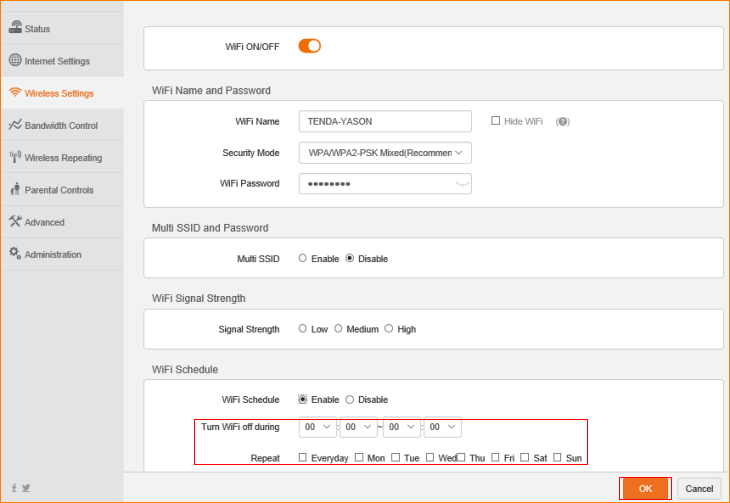 Status
Internet Settings
Wireless Settings
Bandwidth Control
Wireless Repeating
Parental Controls
Advanced
Administration
WiFi ON/OFF
WiFi Name and Password
WiFi Name TENDA-YASON Hide WiFi (?)
Security Mode WPA/WPA2-PSK Mixed(Recommen
WiFi Password ●●●●●●●●
Multi SSID and Password
Multi SSID Enable Disable
WiFi Signal Strength
Signal Strength Low Medium High
WiFi Schedule
WiFi Schedule Enable Disable
Turn WiFi off during 00 : 00 ~ 00 : 00
Repeat Everyday Mon Tue Wed Thu Fri Sat Sun
OK Cancel